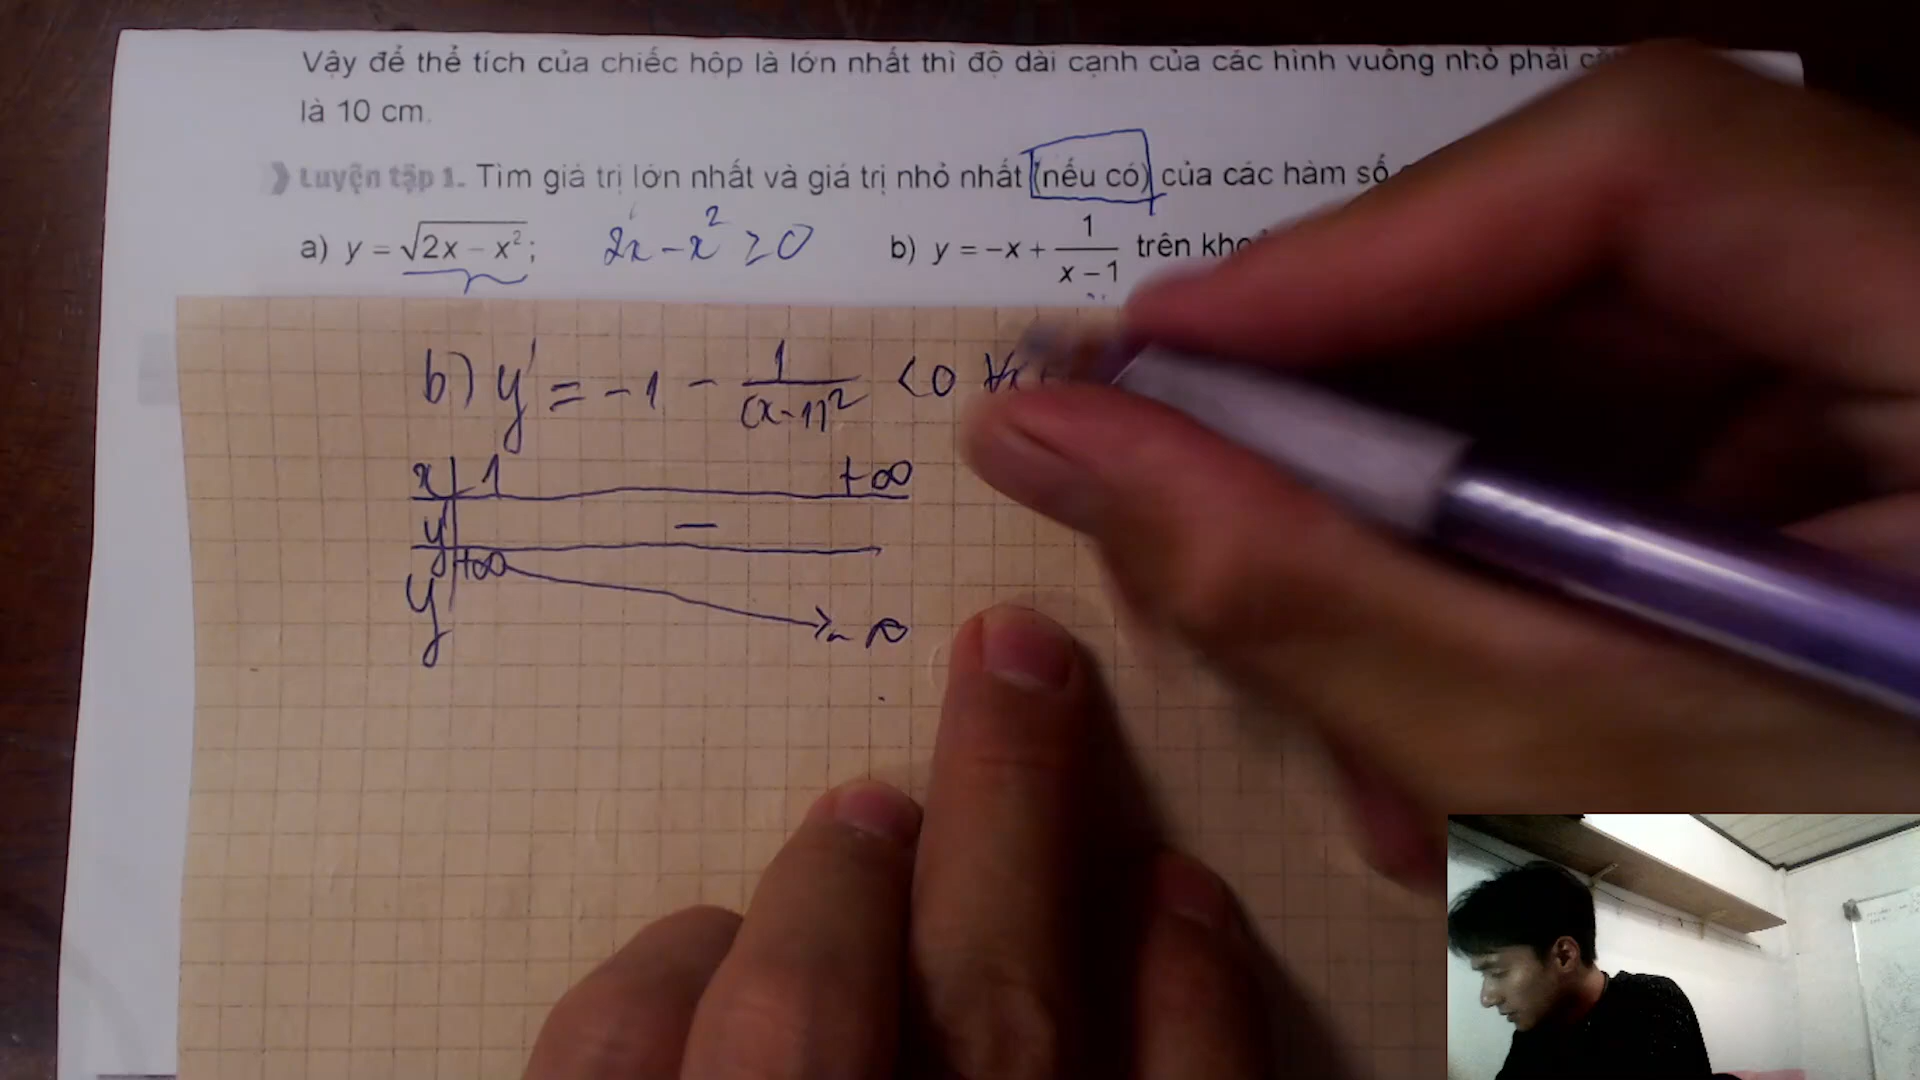 Vậy để thể tích của chiếc hộp là lớn nhất thì độ dài cạnh của các hình vuông nhỏ phải
là 10 cm.
Luyện tập 1. Tìm giá trị lớn nhất và giá trị nhỏ nhất (nếu có) của các hàm số
a) y = √(2x − x²); 2x − x² ≥ 0 b) y = −x + 1/(x − 1) trên
b) y' = −1 − 1/(x−1)² < 0 ∀x
x 1 +∞
y' −
y +∞ −∞